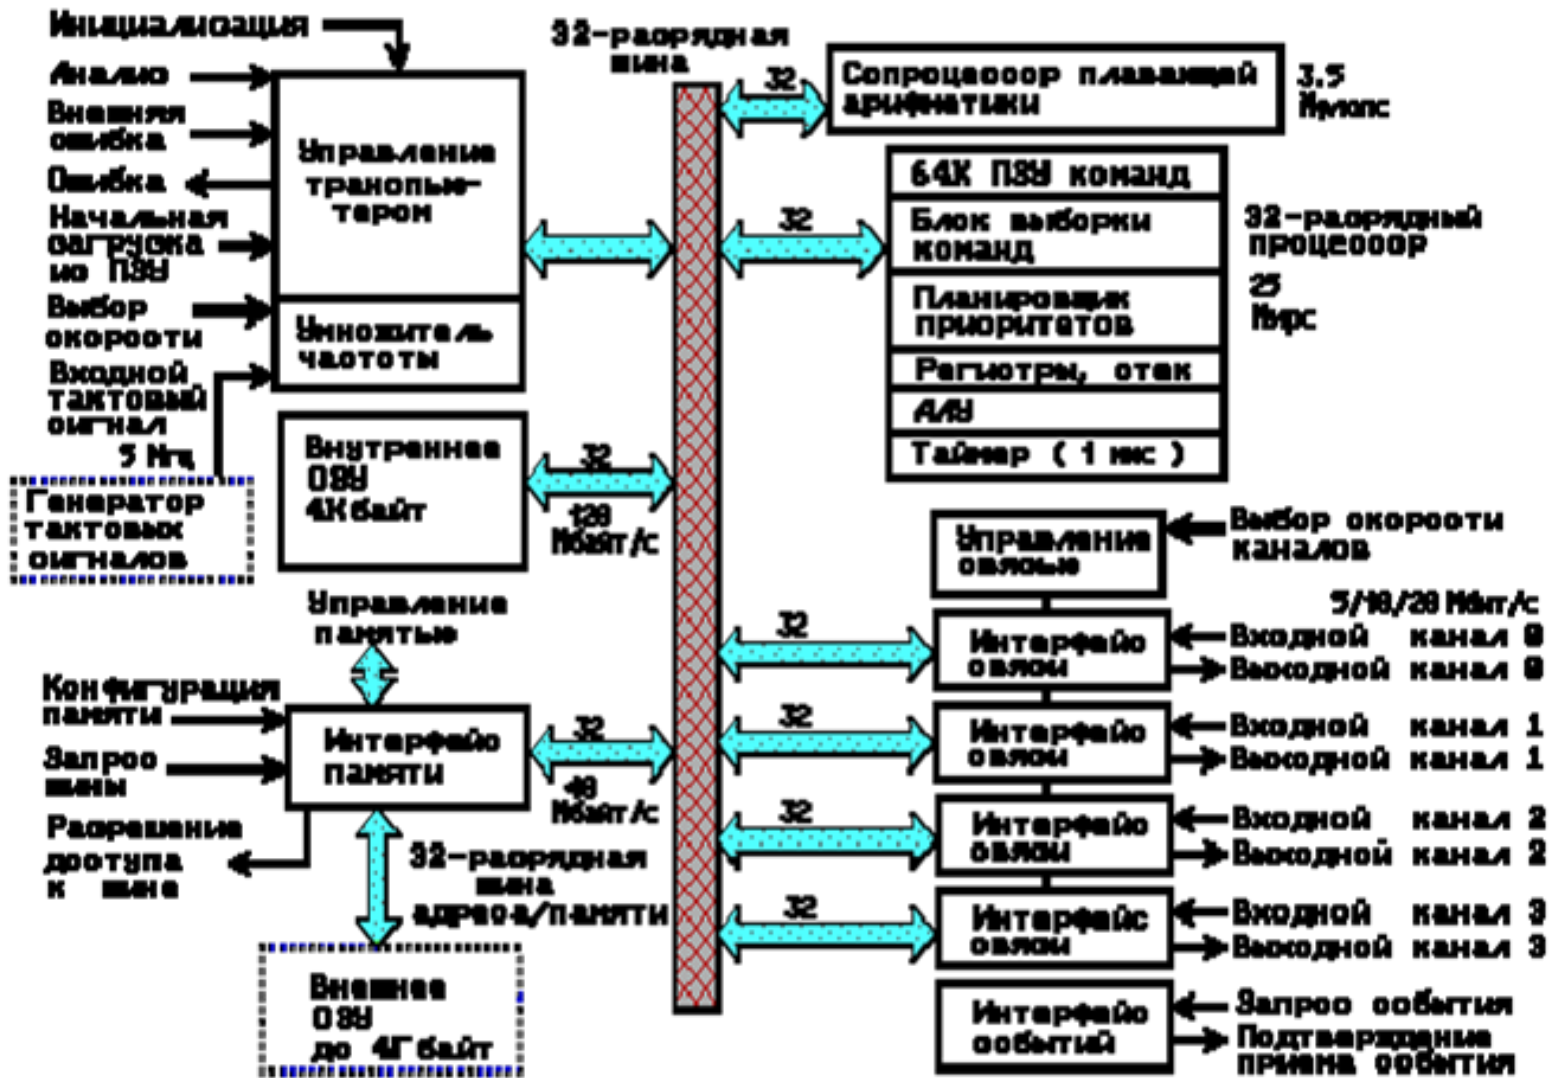 Инициализация
Анализ
Внешняя
ошибка
Ошибка
Начальная
загрузка
из ПЗУ
Выбор
скорости
Входной
тактовый
сигнал
5 Мгц
Генератор
тактовых
сигналов
Управление
транспью-
тером
Умножитель
частоты
Внутреннее
ОЗУ
4Кбайт
32
120
Мбайт/с
Управление
памятью
Конфигурация
памяти
Запрос
шины
Разрешение
доступа
к шине
Интерфейс
памяти
32
40
Мбайт/с
32-разрядная
шина
адреса/памяти
Внешнее
ОЗУ
до 4Гбайт
32-разрядная
шина
32
Сопроцессор плавающей
арифматики
3.5
Мфлопс
32
64К ПЗУ команд
Блок выборки
команд
Планировщик
приоритетов
Регистры, стек
АЛУ
Таймер ( 1 мкс )
32-разрядный
процессор
25
Мипс
Управление
связью
Выбор скорости
каналов
5/10/20 Мбит/с
32
Интерфейс
связи
Входной канал 0
Выходной канал 0
32
Интерфейс
связи
Входной канал 1
Выходной канал 1
32
Интерфейс
связи
Входной канал 2
Выходной канал 2
32
Интерфейс
связи
Входной канал 3
Выходной канал 3
Интерфейс
событий
Запрос события
Подтверждение
приема события